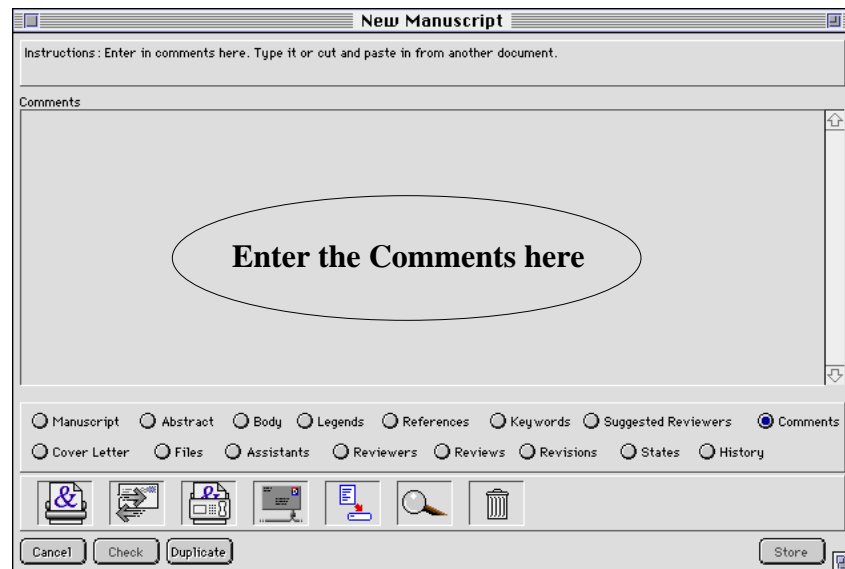 New Manuscript
Instructions: Enter in comments here. Type it or cut and paste in from another document.
Comments
Enter the Comments here
Manuscript Abstract Body Legends References Keywords Suggested Reviewers Comments
Cover Letter Files Assistants Reviewers Reviews Revisions States History
& &
Cancel Check Duplicate Store